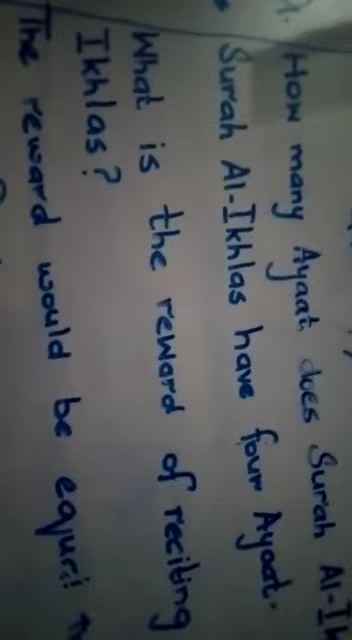 How many Ayaat does Surah Al-I
Surah Al-Ikhlas have four Ayaat.
What is the reward of reciting
Ikhlas?
The reward would be